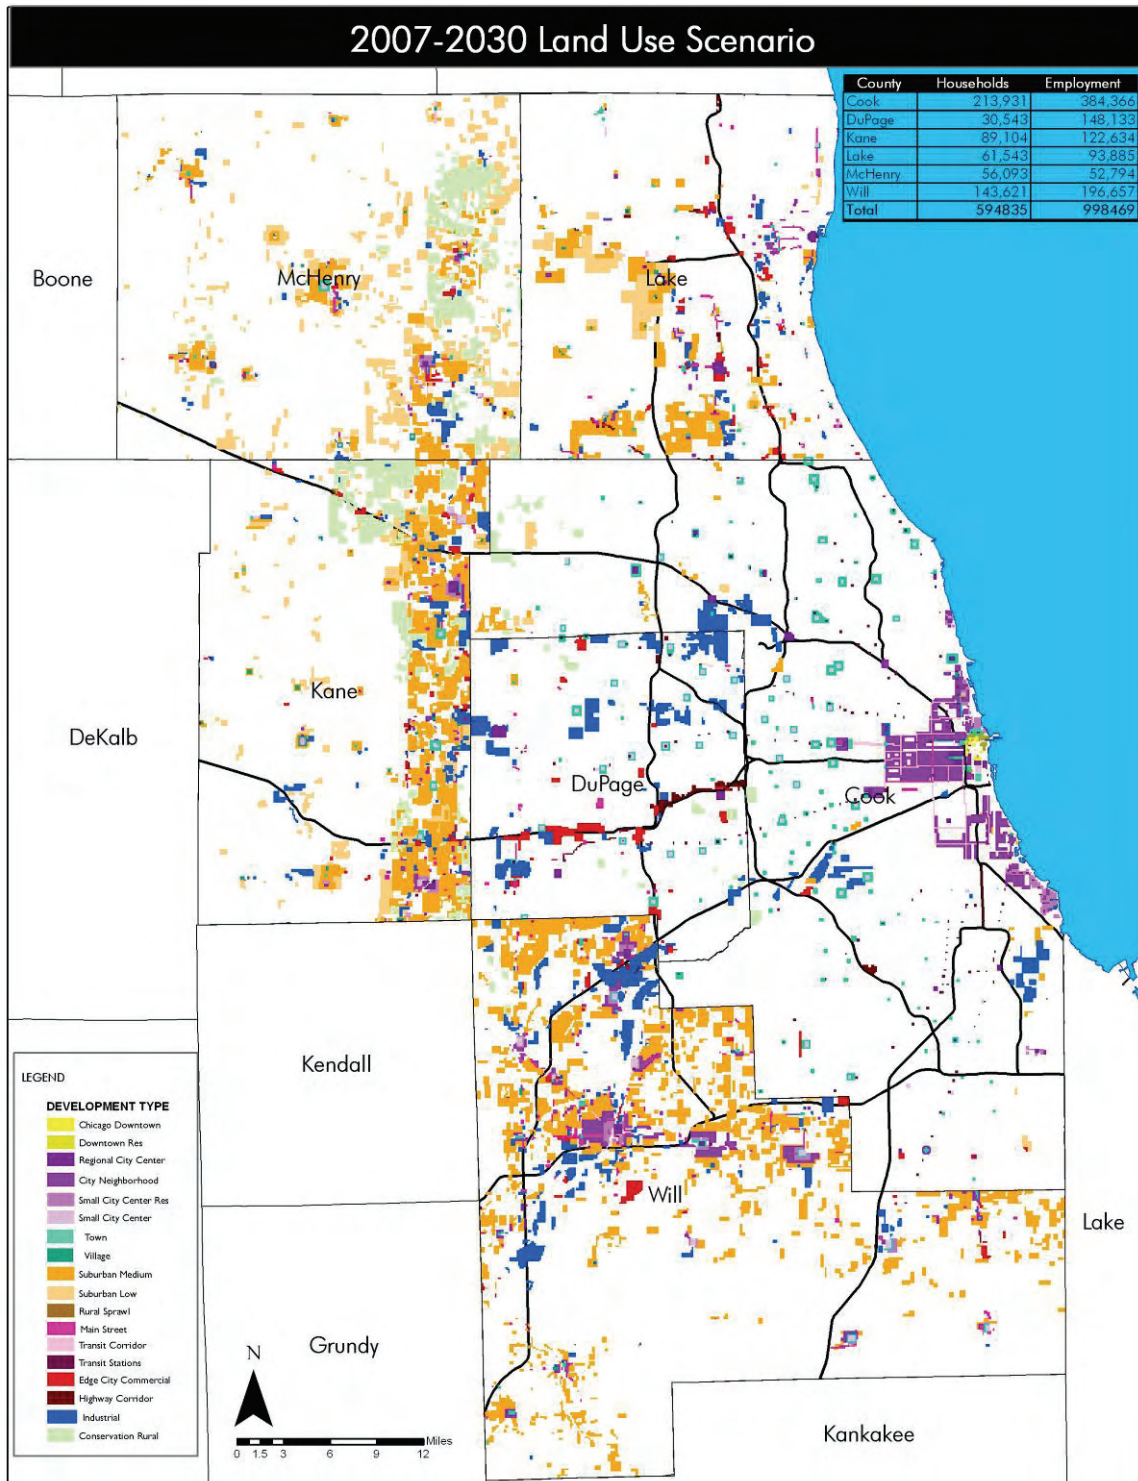 2007-2030 Land Use Scenario
County Households Employment
Cook 213,931 384,366
DuPage 30,543 148,133
Kane 89,104 122,634
Lake 61,543 93,885
McHenry 56,093 52,794
Will 143,621 196,657
Total 594835 998469
Boone
McHenry
Lake
Kane
DeKalb
DuPage
Cook
Kendall
Will
Lake
Grundy
Kankakee
LEGEND
DEVELOPMENT TYPE
Chicago Downtown
Downtown Res
Regional City Center
City Neighborhood
Small City Center Res
Small City Center
Town
Village
Suburban Medium
Suburban Low
Rural Sprawl
Main Street
Transit Corridor
Transit Stations
Edge City Commercial
Highway Corridor
Industrial
Conservation Rural
N
Miles
0 1.5 3 6 9 12